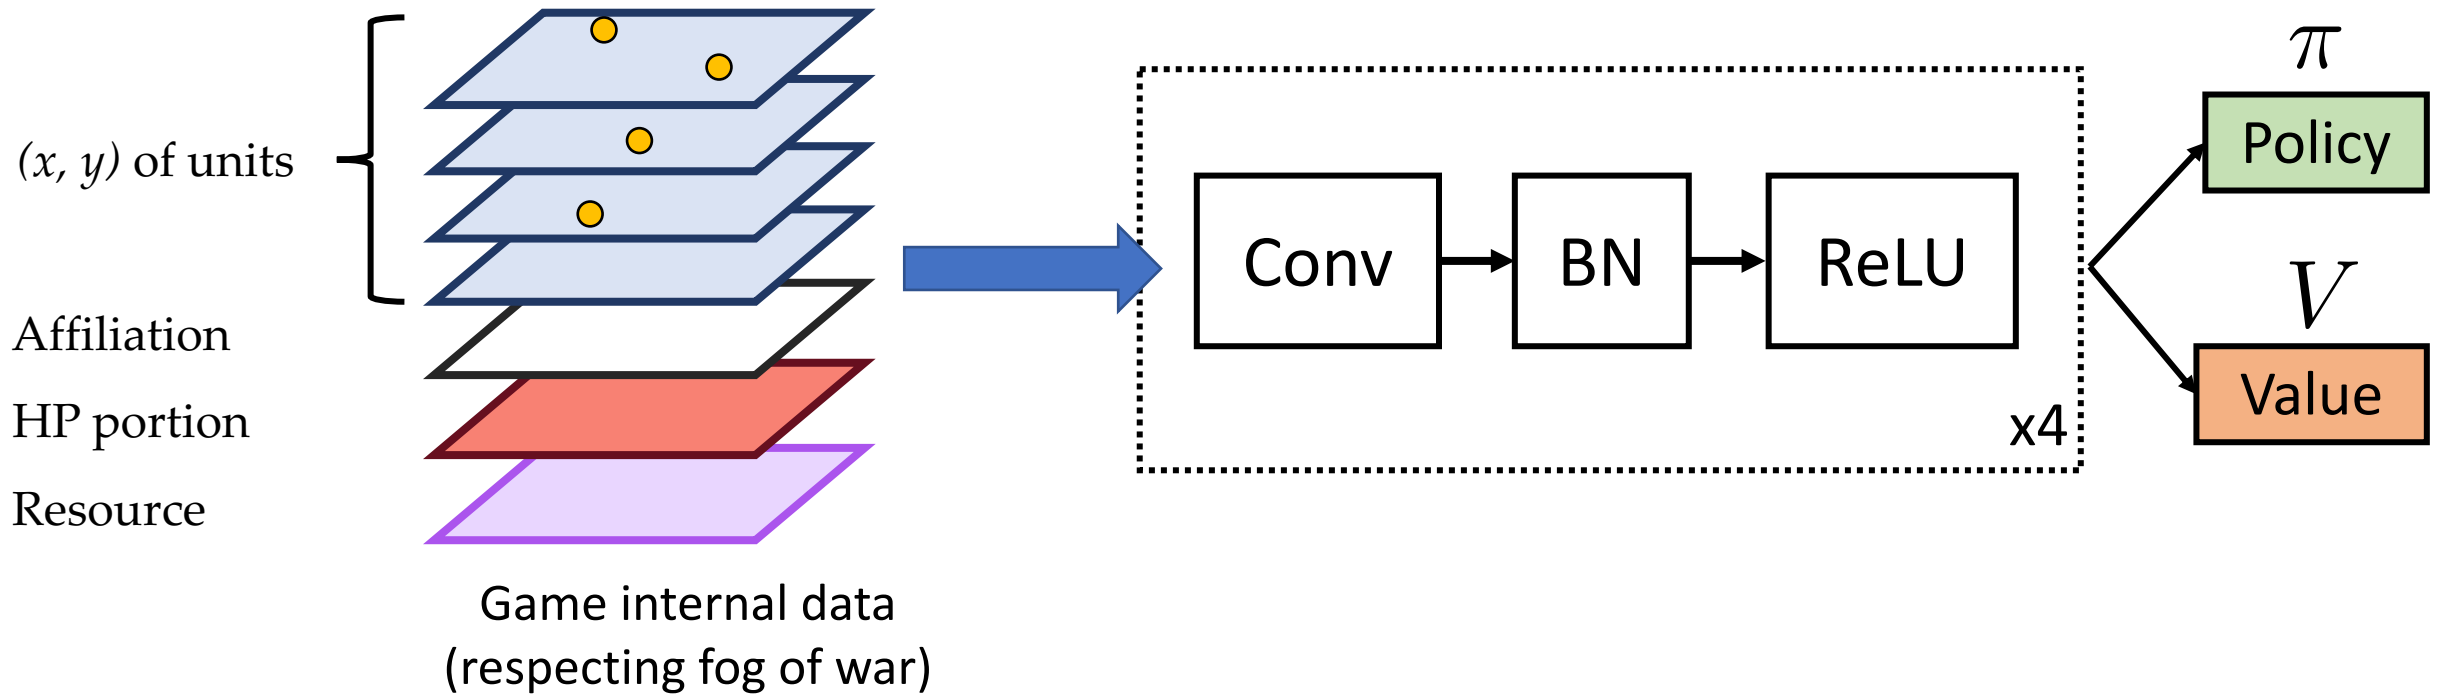 (x, y) of units
Affiliation
HP portion
Resource
Game internal data
(respecting fog of war)
Conv
BN
ReLU
x4
π
Policy
V
Value